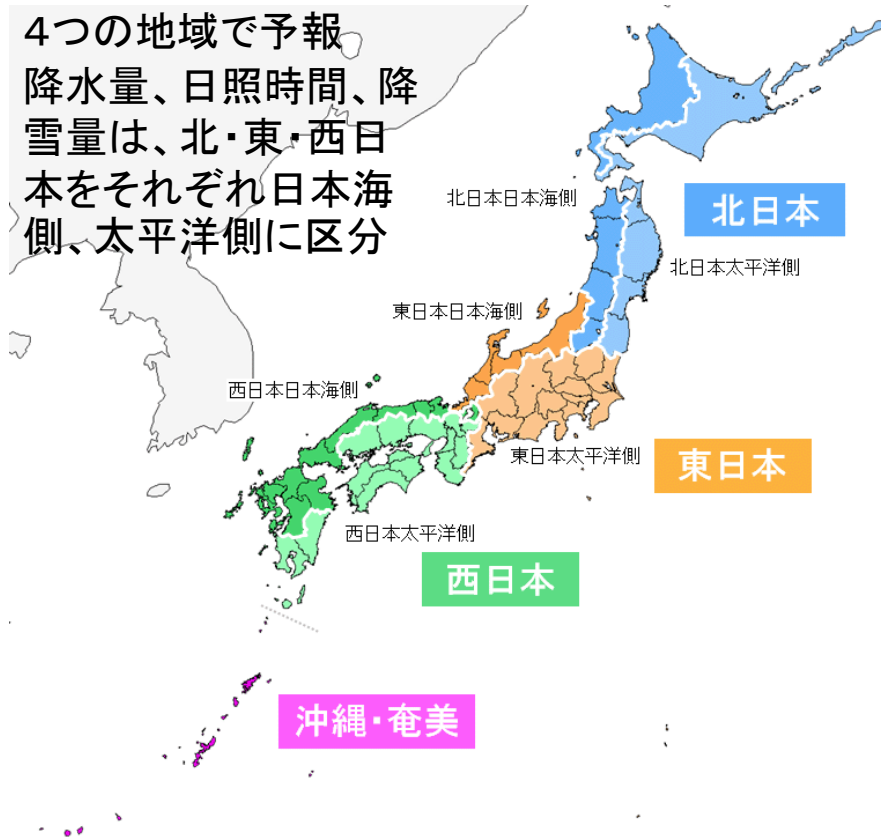 4つの地域で予報
降水量、日照時間、降
雪量は、北・東・西日
本をそれぞれ日本海
側、太平洋側に区分
北日本日本海側
北日本
北日本太平洋側
東日本日本海側
西日本日本海側
東日本太平洋側
東日本
西日本太平洋側
西日本
沖縄・奄美